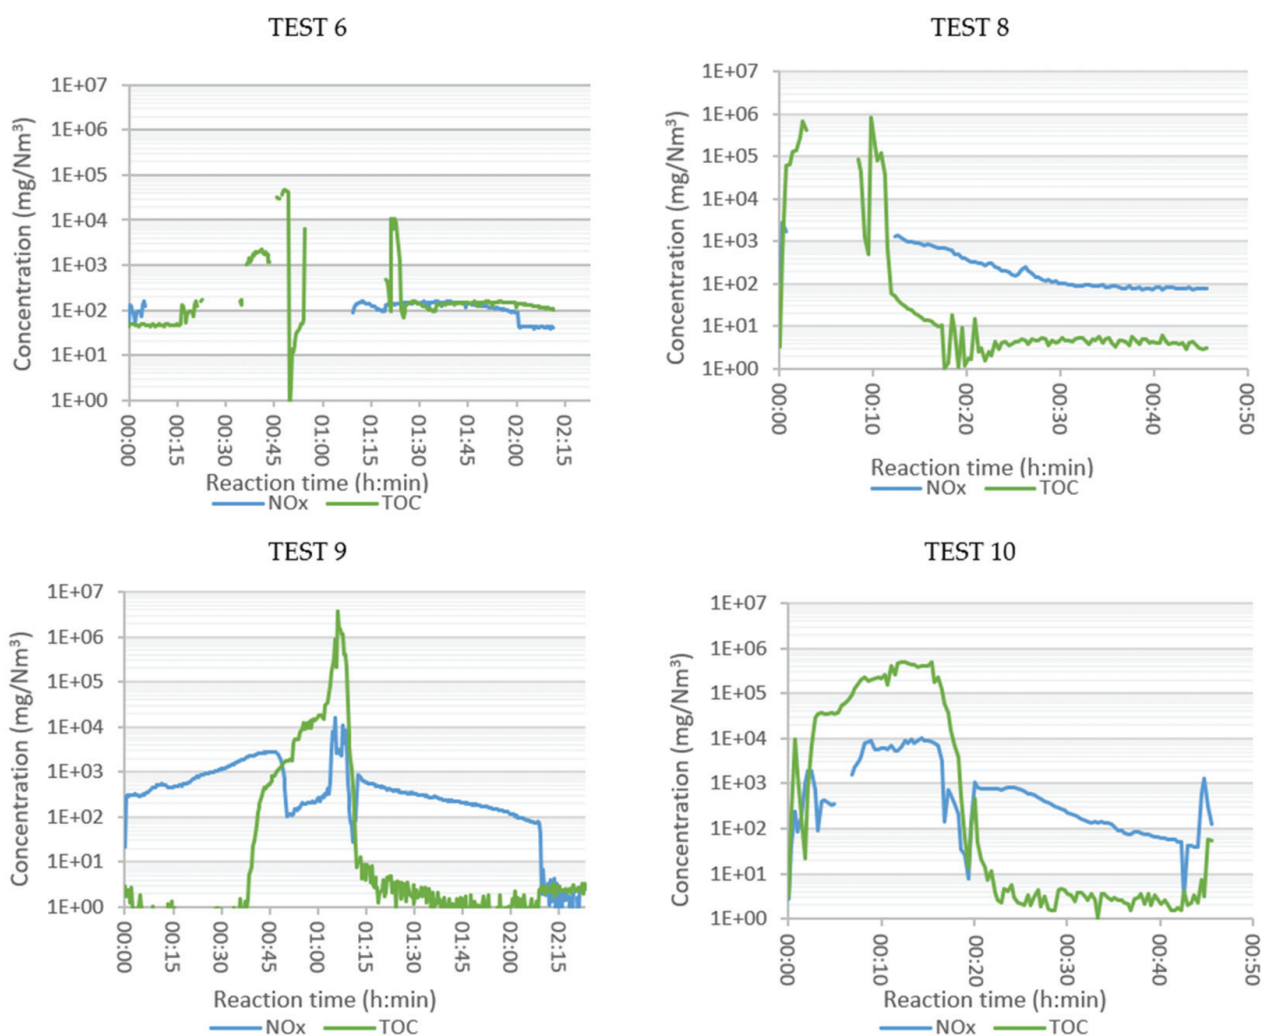 TEST 6
Concentration (mg/Nm³)
1E+07
1E+06
1E+05
1E+04
1E+03
1E+02
1E+01
1E+00
00:00
00:15
00:30
00:45
01:00
01:15
01:30
01:45
02:00
02:15
Reaction time (h:min)
NOx TOC
TEST 8
Concentration (mg/Nm³)
1E+07
1E+06
1E+05
1E+04
1E+03
1E+02
1E+01
1E+00
00:00
00:10
00:20
00:30
00:40
00:50
Reaction time (h:min)
NOx TOC
TEST 9
Concentration (mg/Nm³)
1E+07
1E+06
1E+05
1E+04
1E+03
1E+02
1E+01
1E+00
00:00
00:15
00:30
00:45
01:00
01:15
01:30
01:45
02:00
02:15
Reaction time (h:min)
NOx TOC
TEST 10
Concentration (mg/Nm³)
1E+07
1E+06
1E+05
1E+04
1E+03
1E+02
1E+01
1E+00
00:00
00:10
00:20
00:30
00:40
00:50
Reaction time (h:min)
NOx TOC